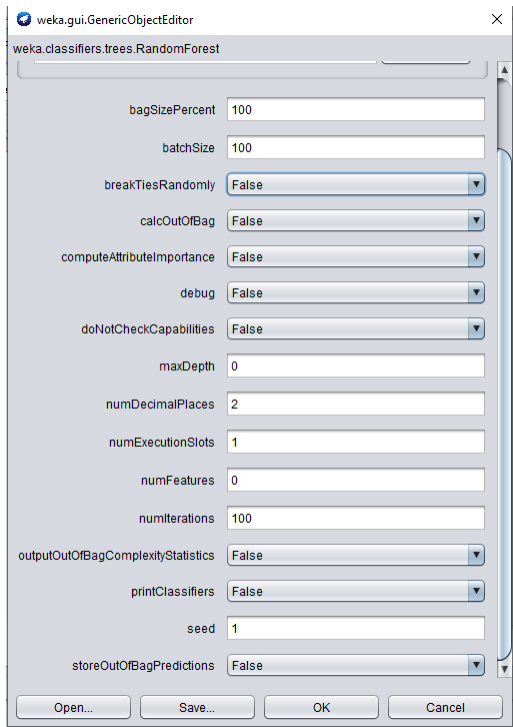 weka.gui.GenericObjectEditor
weka.classifiers.trees.RandomForest
bagSizePercent 100
batchSize 100
breakTiesRandomly False
calcOutOfBag False
computeAttributeImportance False
debug False
doNotCheckCapabilities False
maxDepth 0
numDecimalPlaces 2
numExecutionSlots 1
numFeatures 0
numIterations 100
outputOutOfBagComplexityStatistics False
printClassifiers False
seed 1
storeOutOfBagPredictions False
Open... Save... OK Cancel